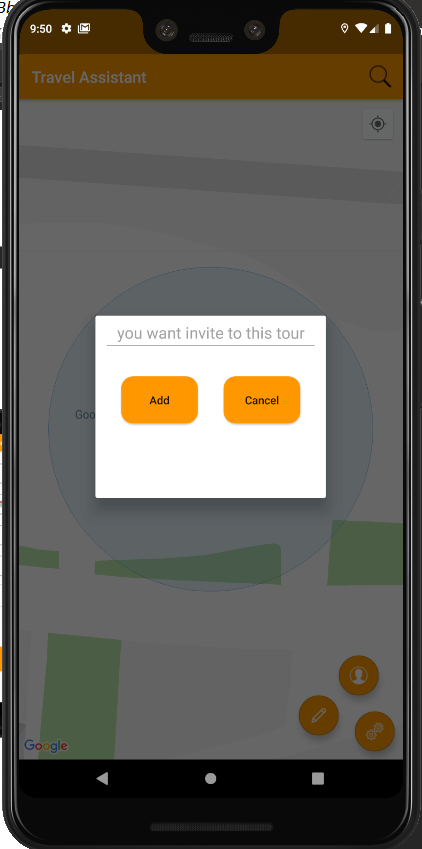 9:50
Travel Assistant
you want invite to this tour
Add
Cancel
Google